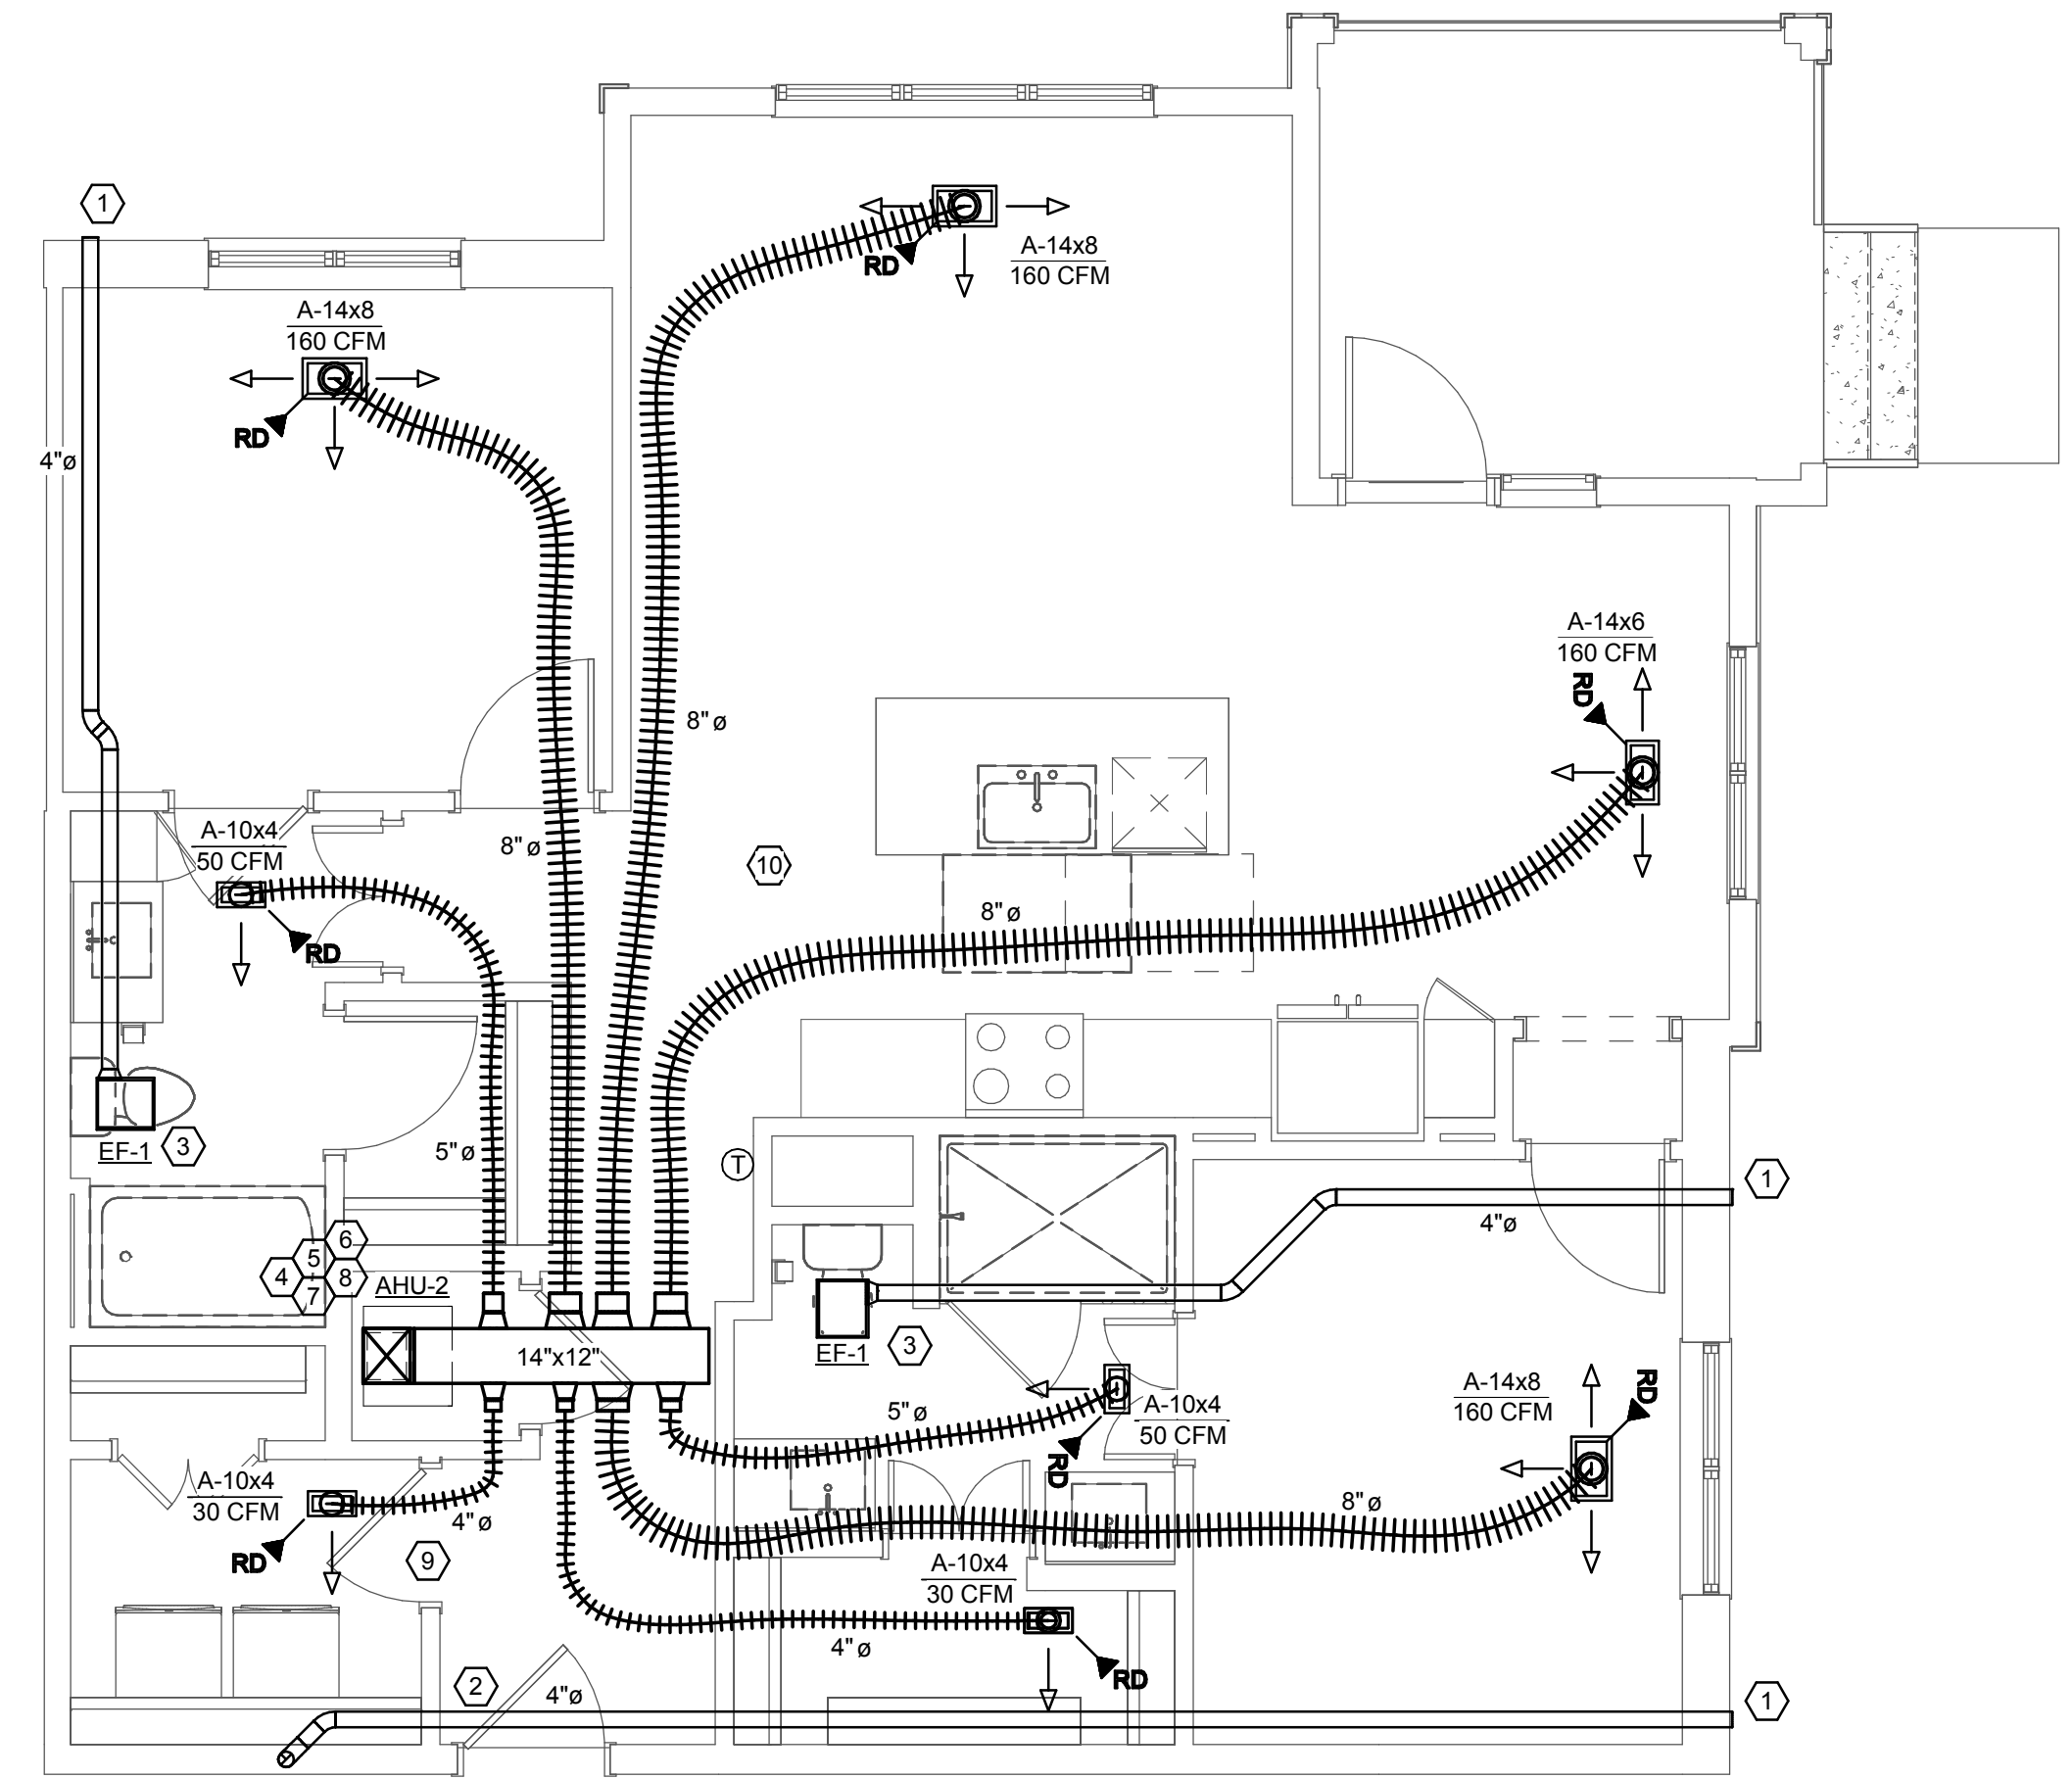 1
A-14x8
160 CFM
RD
A-14x8
160 CFM
RD
4"ø
A-14x6
160 CFM
RD
8"ø
A-10x4
50 CFM
8"ø
10
8"ø
RD
EF-1
3
5"ø
T
1
4"ø
6
5
4
8
7
AHU-2
14"x12"
EF-1
3
A-14x8
160 CFM
RD
5"ø
A-10x4
50 CFM
RD
A-10x4
30 CFM
4"ø
8"ø
RD
9
A-10x4
30 CFM
4"ø
RD
2
4"ø
1